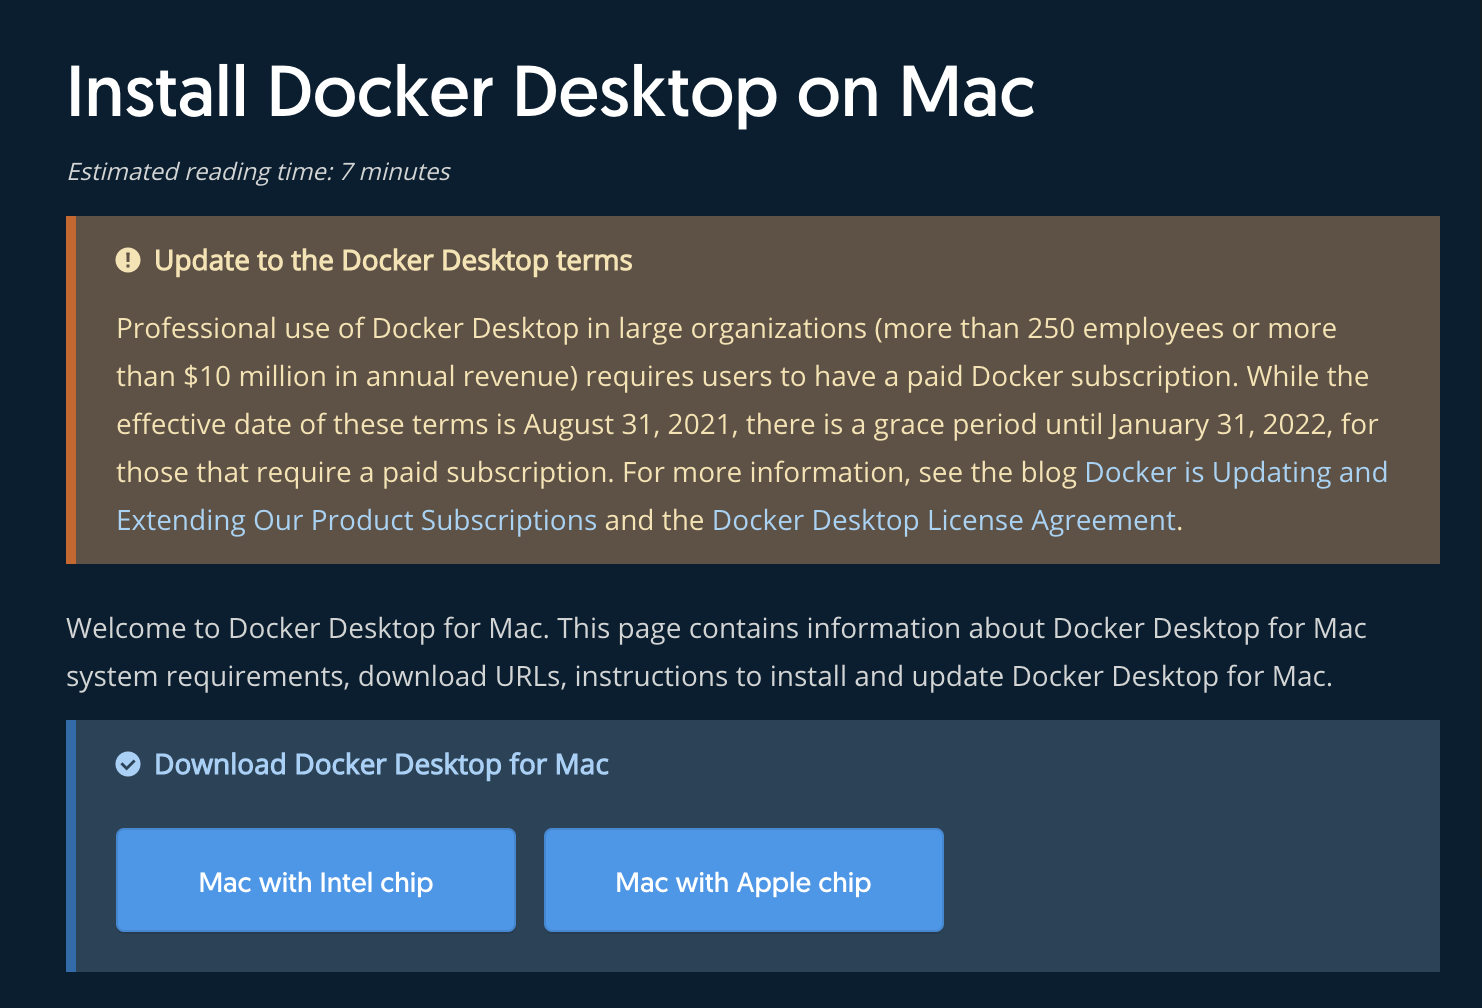 Install Docker Desktop on Mac
Estimated reading time: 7 minutes
Update to the Docker Desktop terms
Professional use of Docker Desktop in large organizations (more than 250 employees or more
than $10 million in annual revenue) requires users to have a paid Docker subscription. While the
effective date of these terms is August 31, 2021, there is a grace period until January 31, 2022, for
those that require a paid subscription. For more information, see the blog Docker is Updating and
Extending Our Product Subscriptions and the Docker Desktop License Agreement.
Welcome to Docker Desktop for Mac. This page contains information about Docker Desktop for Mac
system requirements, download URLs, instructions to install and update Docker Desktop for Mac.
Download Docker Desktop for Mac
Mac with Intel chip
Mac with Apple chip